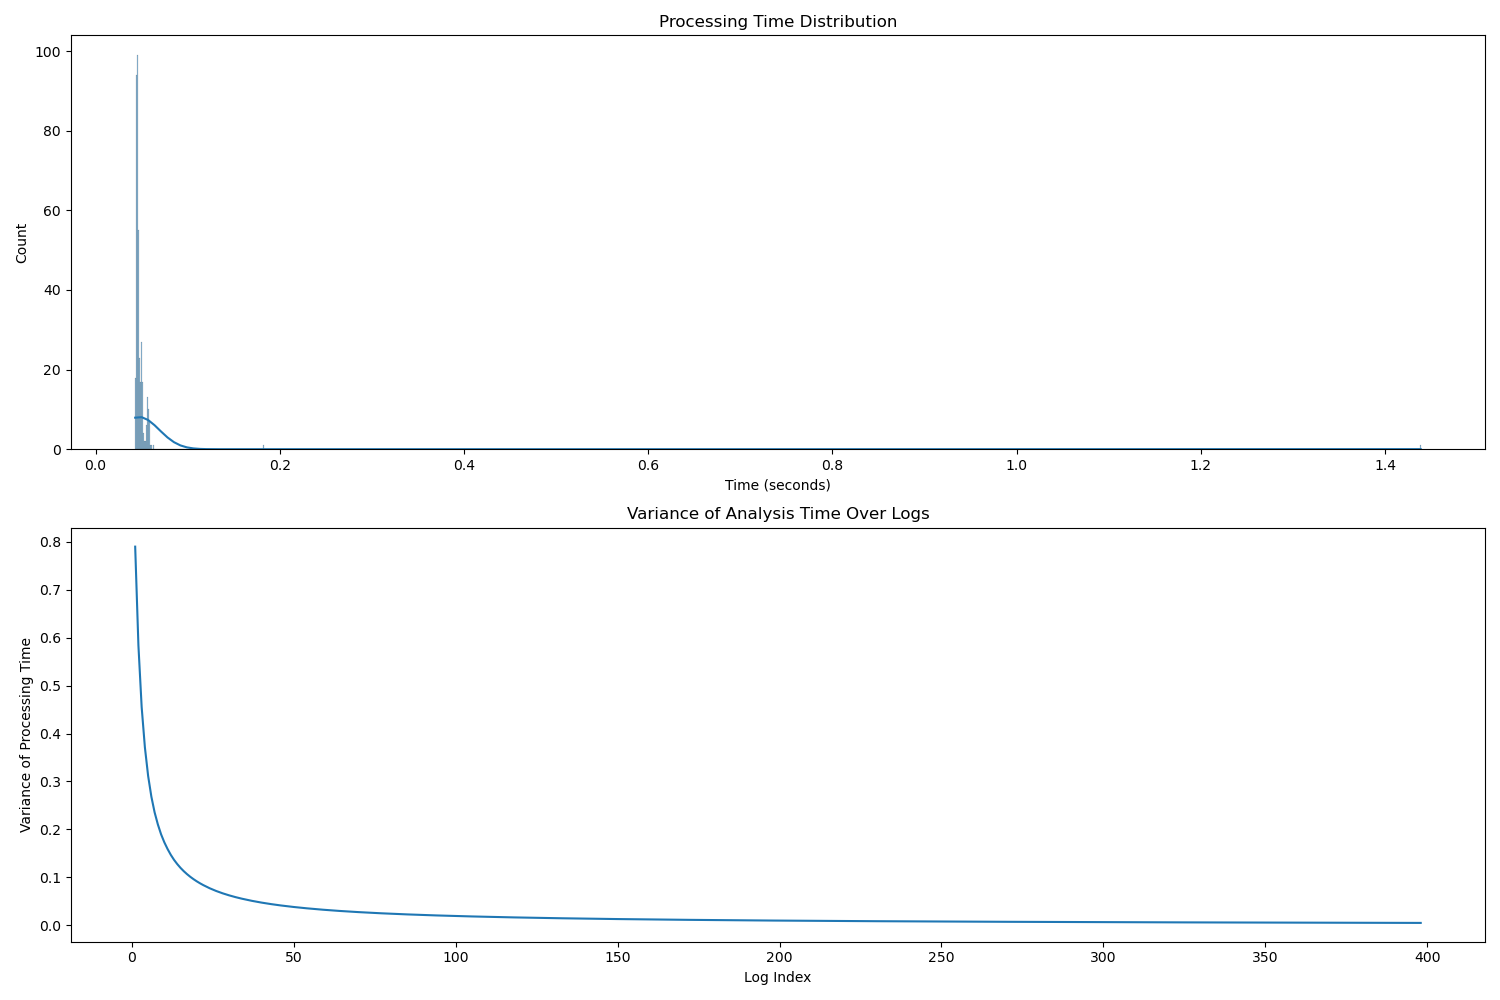 Processing Time Distribution
100
80
60
40
20
0
Count
0.0 0.2 0.4 0.6 0.8 1.0 1.2 1.4
Time (seconds)
Variance of Analysis Time Over Logs
0.8
0.7
0.6
0.5
0.4
0.3
0.2
0.1
0.0
Variance of Processing Time
0 50 100 150 200 250 300 350 400
Log Index